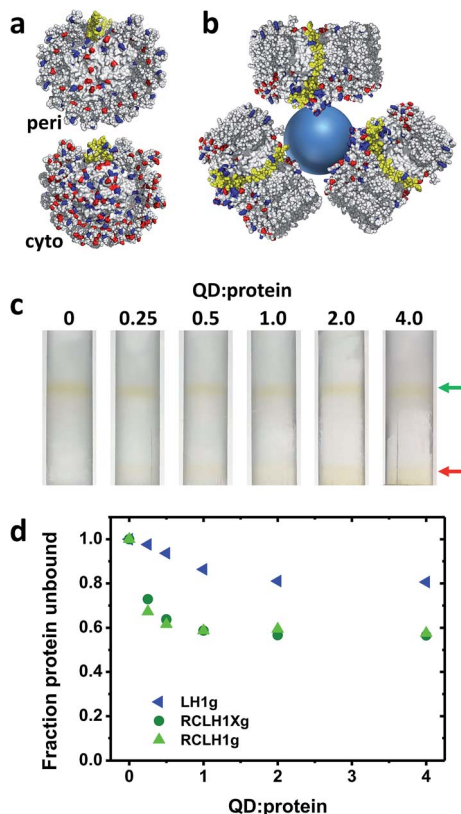 a
b
peri
cyto
c
QD:protein
0 0.25 0.5 1.0 2.0 4.0
d
Fraction protein unbound
1.0
0.8
0.6
0.4
0.2
0.0
LH1g
RCLH1Xg
RCLH1g
0 1 2 3 4
QD:protein